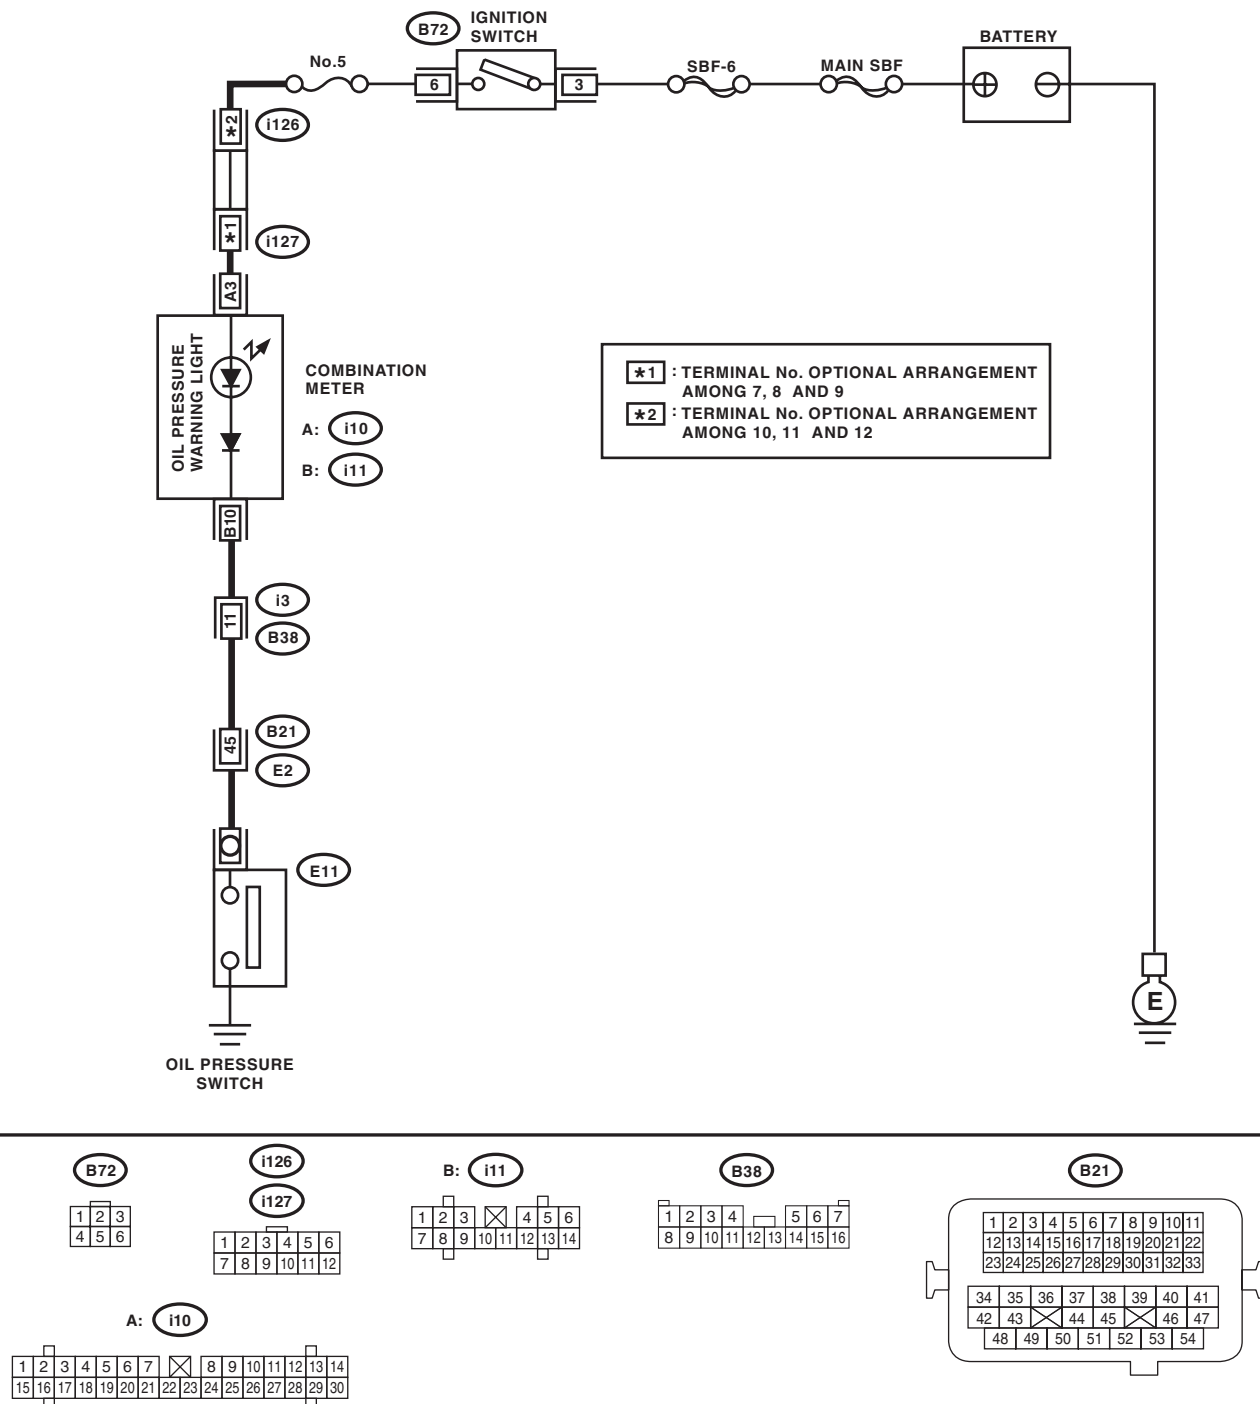 B72
IGNITION
SWITCH
No.5
6
3
SBF-6
MAIN SBF
BATTERY
*2
i126
*1
i127
A3
OIL PRESSURE
WARNING LIGHT
COMBINATION
METER
A: i10
B: i11
*1 : TERMINAL No. OPTIONAL ARRANGEMENT
AMONG 7, 8 AND 9
*2 : TERMINAL No. OPTIONAL ARRANGEMENT
AMONG 10, 11 AND 12
B10
11
i3
B38
45
B21
E2
E11
OIL PRESSURE
SWITCH
E
B72
1 2 3
4 5 6
i126
i127
1 2 3 4 5 6
7 8 9 10 11 12
B: i11
1 2 3 4 5 6
7 8 9 10 11 12 13 14
B38
1 2 3 4 5 6 7
8 9 10 11 12 13 14 15 16
B21
1 2 3 4 5 6 7 8 9 10 11
12 13 14 15 16 17 18 19 20 21 22
23 24 25 26 27 28 29 30 31 32 33
34 35 36 37 38 39 40 41
42 43 44 45 46 47
48 49 50 51 52 53 54
A: i10
1 2 3 4 5 6 7 8 9 10 11 12 13 14
15 16 17 18 19 20 21 22 23 24 25 26 27 28 29 30